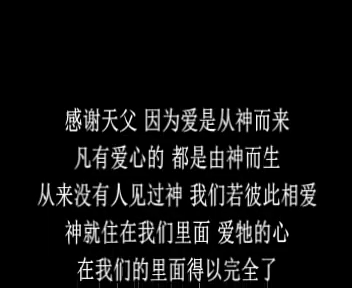 感谢天父 因为爱是从神而来
凡有爱心的 都是由神而生
从来没有人见过神 我们若彼此相爱
神就住在我们里面 爱牠的心
在我们的里面得以完全了